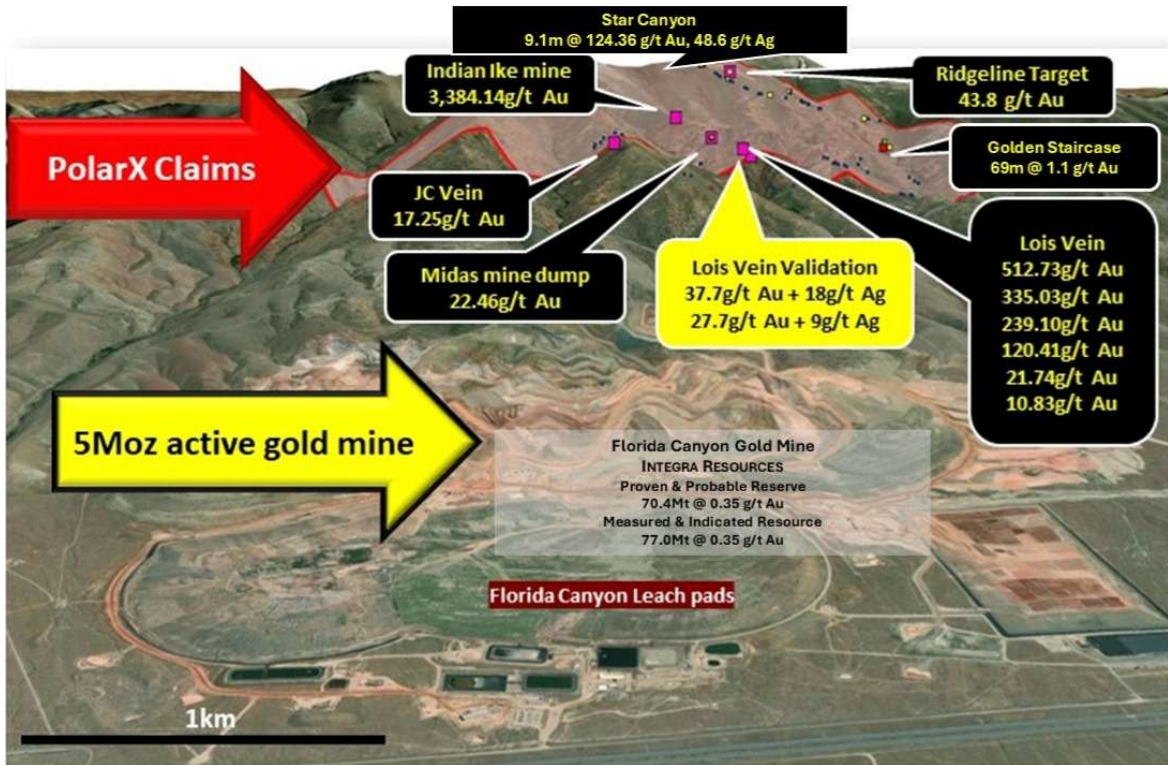 Star Canyon
9.1m @ 124.36 g/t Au, 48.6 g/t Ag
Indian Ike mine
3,384.14g/t Au
Ridgeline Target
43.8 g/t Au
PolarX Claims
Golden Staircase
69m @ 1.1 g/t Au
JC Vein
17.25g/t Au
Midas mine dump
22.46g/t Au
Lois Vein Validation
37.7g/t Au + 18g/t Ag
27.7g/t Au + 9g/t Ag
Lois Vein
512.73g/t Au
335.03g/t Au
239.10g/t Au
120.41g/t Au
21.74g/t Au
10.83g/t Au
5Moz active gold mine
Florida Canyon Gold Mine
INTEGRA RESOURCES
Proven & Probable Reserve
70.4Mt @ 0.35 g/t Au
Measured & Indicated Resource
77.0Mt @ 0.35 g/t Au
Florida Canyon Leach pads
1km